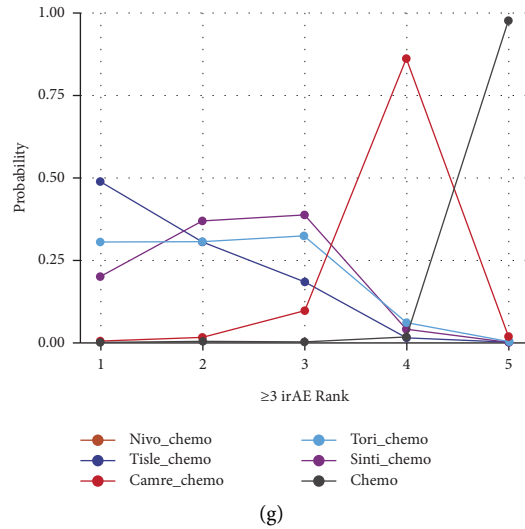 1.00
0.75
0.50
0.25
0.00
Probability
1 2 3 4 5
≥3 irAE Rank
Nivo_chemo Tori_chemo
Tisle_chemo Sinti_chemo
Camre_chemo Chemo
(g)